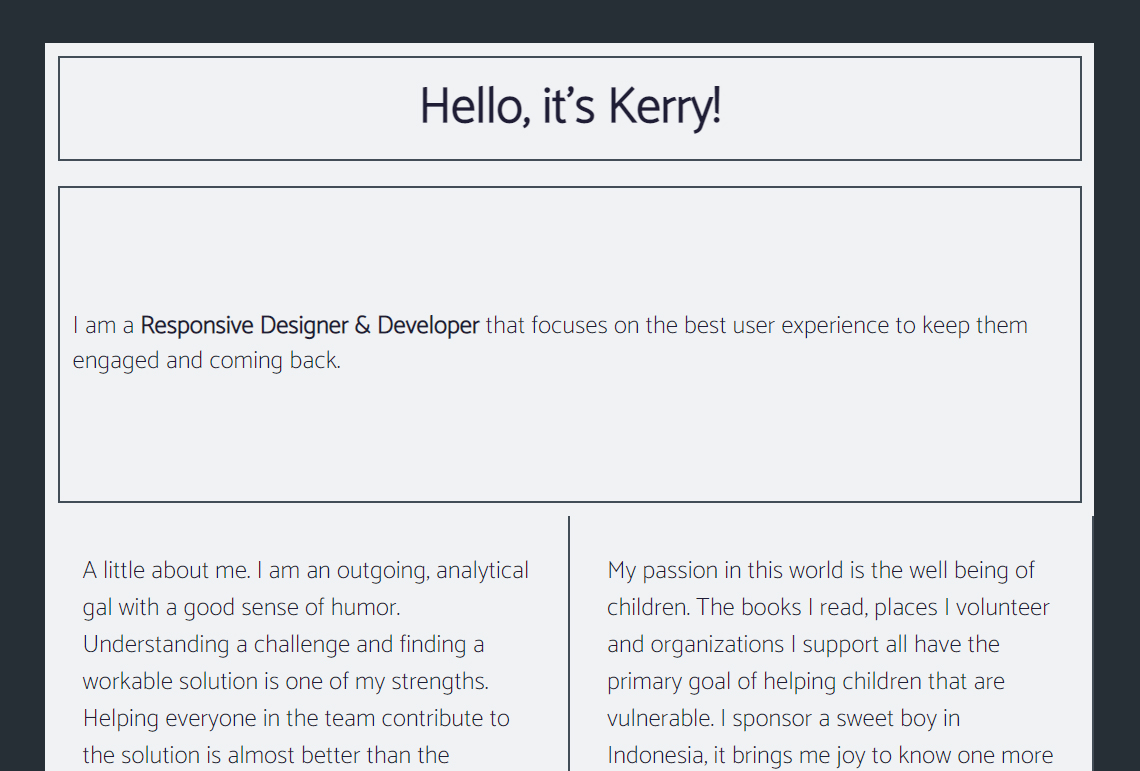 Hello, it’s Kerry!
I am a Responsive Designer & Developer that focuses on the best user experience to keep them
engaged and coming back.
A little about me. I am an outgoing, analytical
gal with a good sense of humor.
Understanding a challenge and finding a
workable solution is one of my strengths.
Helping everyone in the team contribute to
the solution is almost better than the
My passion in this world is the well being of
children. The books I read, places I volunteer
and organizations I support all have the
primary goal of helping children that are
vulnerable. I sponsor a sweet boy in
Indonesia, it brings me joy to know one more